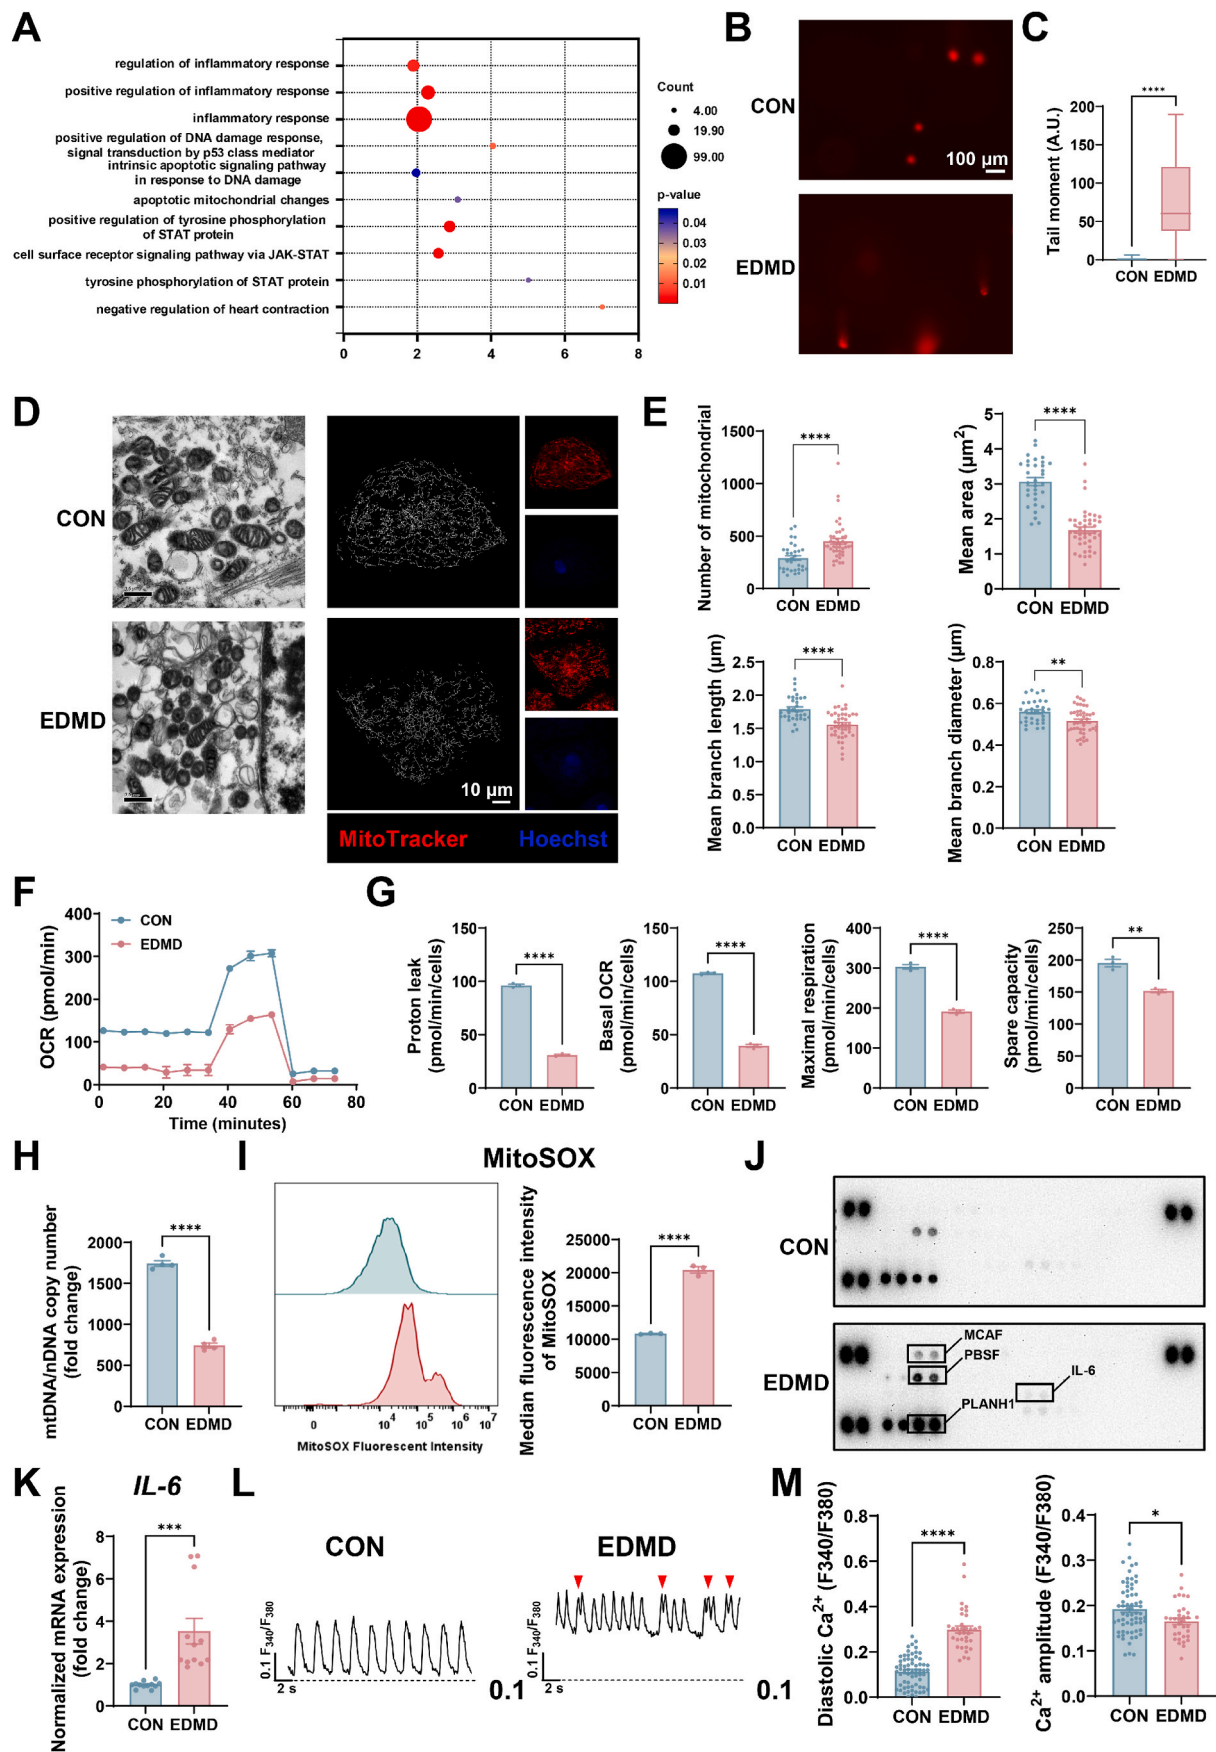 A
regulation of inflammatory response
positive regulation of inflammatory response
inflammatory response
positive regulation of DNA damage response,
signal transduction by p53 class mediator
intrinsic apoptotic signaling pathway
in response to DNA damage
apoptotic mitochondrial changes
positive regulation of tyrosine phosphorylation
of STAT protein
cell surface receptor signaling pathway via JAK-STAT
tyrosine phosphorylation of STAT protein
negative regulation of heart contraction
0 2 4 6 8
Count
4.00
19.90
99.00
p-value
0.04
0.03
0.02
0.01
B
CON
100 μm
EDMD
C
Tail moment (A.U.)
200
150
100
50
0
****
CON EDMD
D
CON
EDMD
10 μm
MitoTracker Hoechst
E
Number of mitochondrial
1500
1000
500
0
****
CON EDMD
Mean area (μm²)
5
4
3
2
1
0
****
CON EDMD
Mean branch length (μm)
2.5
2.0
1.5
1.0
0.5
0.0
****
CON EDMD
Mean branch diameter (μm)
0.8
0.6
0.4
0.2
0.0
**
CON EDMD
F
OCR (pmol/min)
400
300
200
100
0
CON
EDMD
0 20 40 60 80
Time (minutes)
G
Proton leak
(pmol/min/cells)
150
100
50
0
****
CON EDMD
Basal OCR
(pmol/min/cells)
150
100
50
0
****
CON EDMD
Maximal respiration
(pmol/min/cells)
400
300
200
100
0
****
CON EDMD
Spare capacity
(pmol/min/cells)
250
200
150
100
50
0
**
CON EDMD
H
mtDNA/nDNA copy number
(fold change)
2000
1500
1000
500
0
****
CON EDMD
I
MitoSOX
0 10⁴ 10⁵ 10⁶ 10⁷
MitoSOX Fluorescent Intensity
Median fluorescence intensity
of MitoSOX
25000
20000
15000
10000
5000
0
****
CON EDMD
J
CON
EDMD
MCAF
PBSF
IL-6
PLANH1
K
IL-6
Normalized mRNA expression
(fold change)
8
6
4
2
0
***
CON EDMD
L
CON
0.1 F340/F380
2 s
0.1
EDMD
0.1 F340/F380
2 s
0.1
M
Diastolic Ca²⁺ (F340/F380)
0.8
0.6
0.4
0.2
0.0
****
CON EDMD
Ca²⁺ amplitude (F340/F380)
0.4
0.3
0.2
0.1
0.0
*
CON EDMD